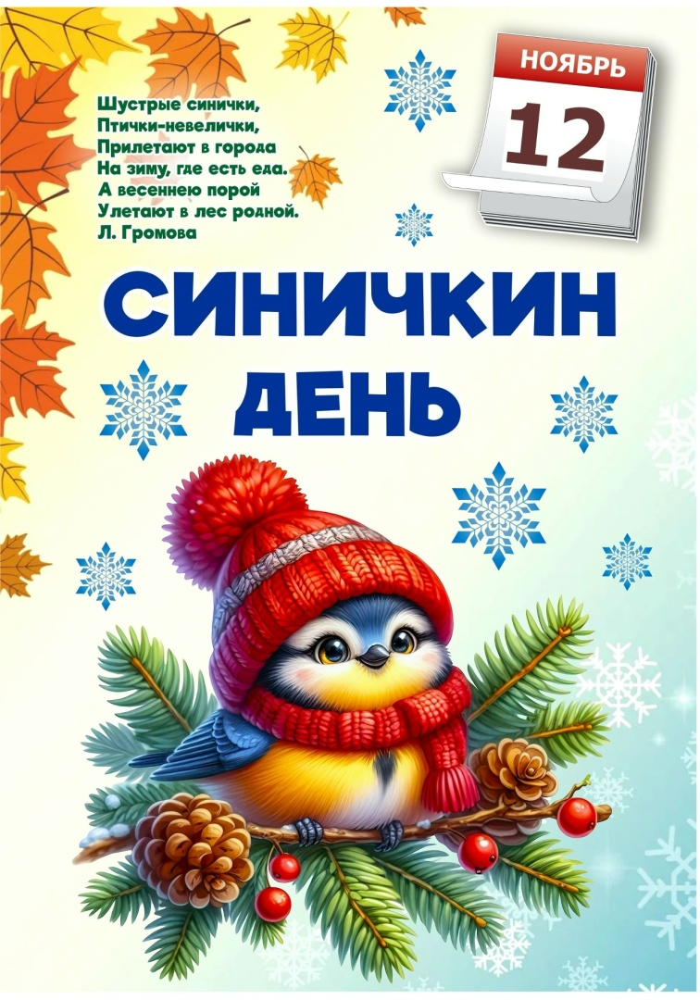 Шустрые синички,
Птички-невелички,
Прилетают в города
На зиму, где есть еда.
А весеннею порой
Улетают в лес родной.
Л. Громова
НОЯБРЬ
12
СИНИЧКИН
ДЕНЬ